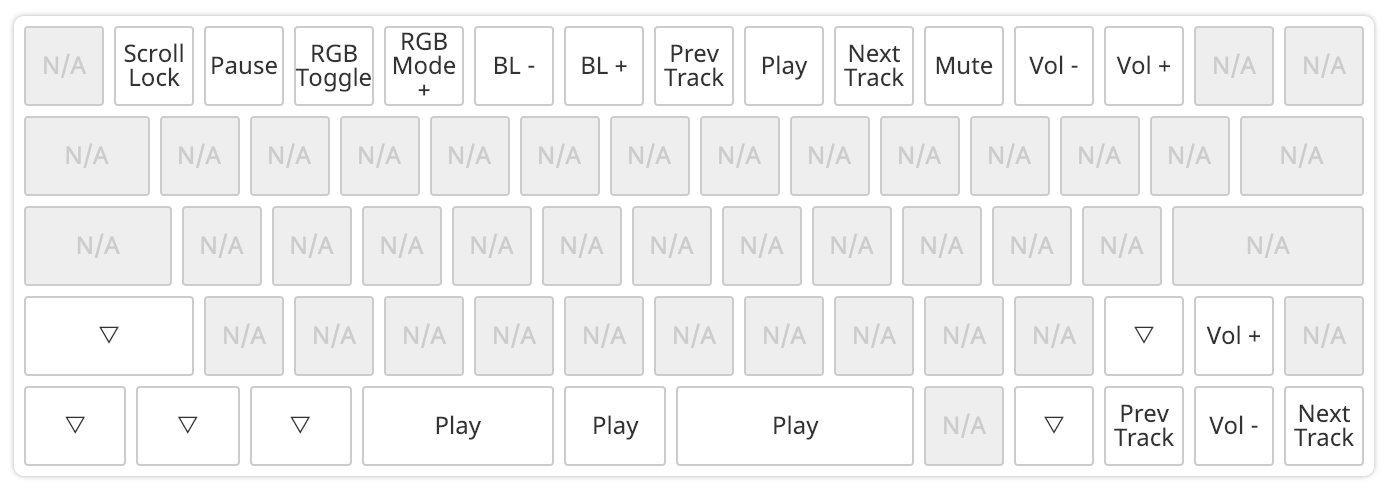 N/A Scroll Lock Pause RGB Toggle RGB Mode + BL - BL + Prev Track Play Next Track Mute Vol - Vol + N/A N/A
N/A N/A N/A N/A N/A N/A N/A N/A N/A N/A N/A N/A N/A N/A
N/A N/A N/A N/A N/A N/A N/A N/A N/A N/A N/A N/A N/A
▽ N/A N/A N/A N/A N/A N/A N/A N/A N/A N/A ▽ Vol + N/A
▽ ▽ ▽ Play Play Play N/A ▽ Prev Track Vol - Next Track